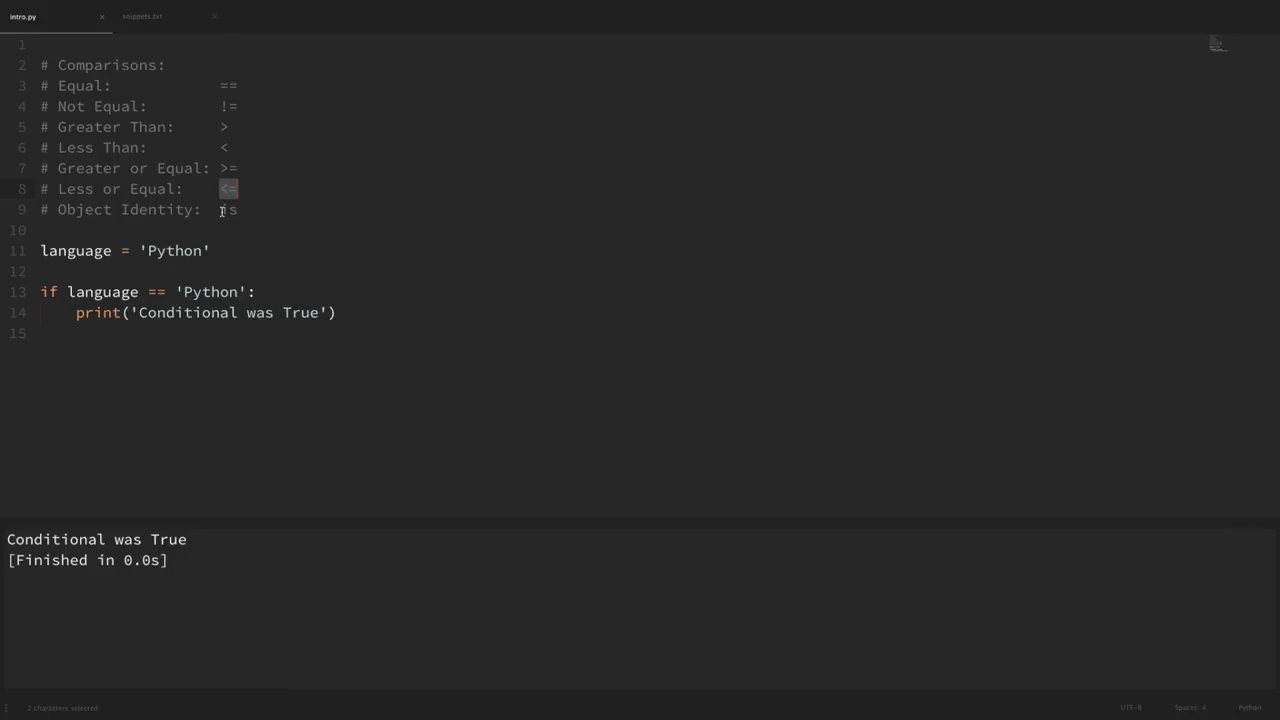 intro.py × snippets.txt ×
1
2 # Comparisons:
3 # Equal:             ==
4 # Not Equal:         !=
5 # Greater Than:      >
6 # Less Than:         <
7 # Greater or Equal:  >=
8 # Less or Equal:     <=
9 # Object Identity:   is
10
11 language = 'Python'
12
13 if language == 'Python':
14     print('Conditional was True')
15
Conditional was True
[Finished in 0.0s]
2 characters selected UTF-8 Spaces: 4 Python